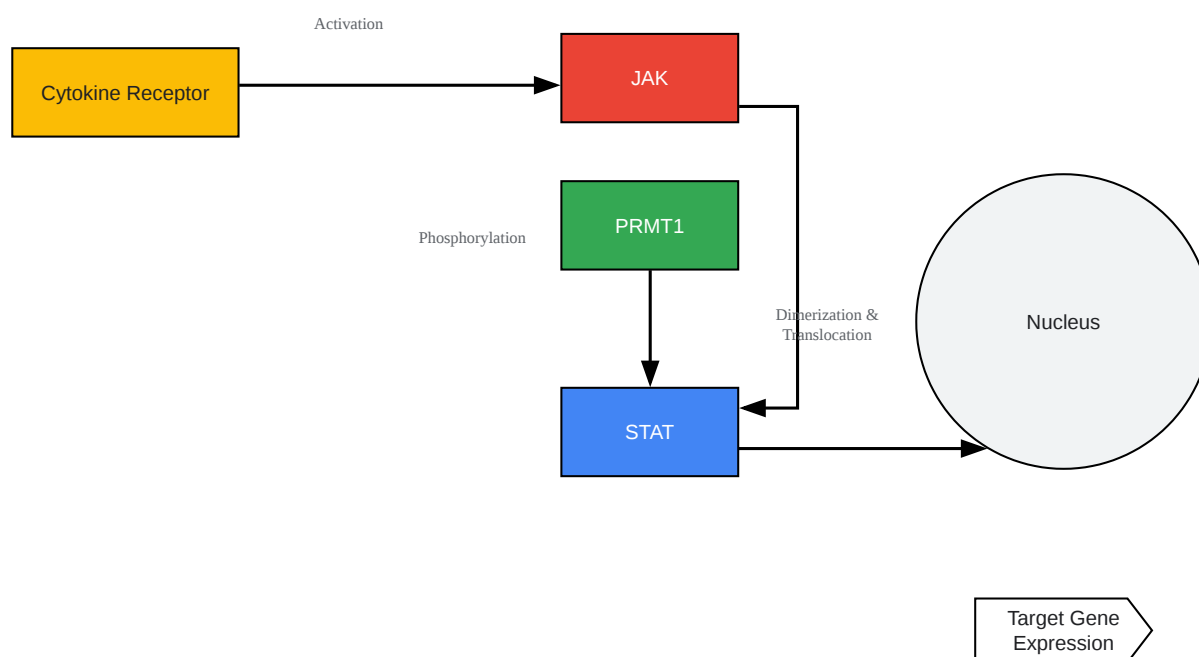 Activation
Cytokine Receptor
JAK
PRMT1
Phosphorylation
Dimerization &
Translocation
Nucleus
STAT
Target Gene
Expression